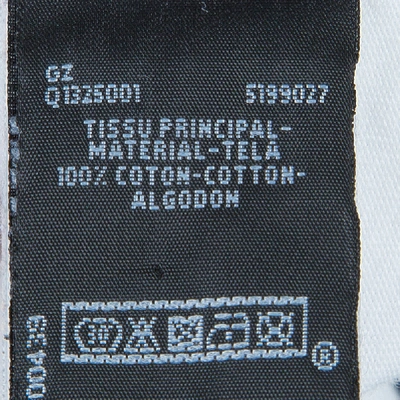 GZ
Q1325001 5199027
TISSU PRINCIPAL-
MATERIAL-TELA
100% COTON-COTTON-
ALGODON
®